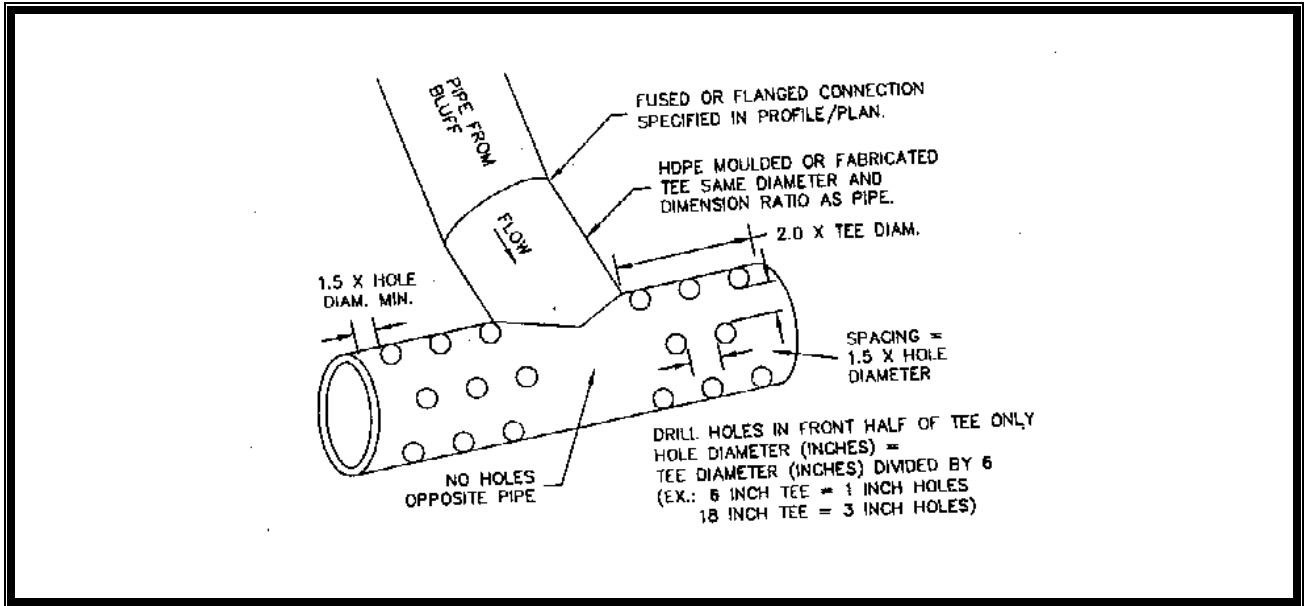 PIPE FROM
BLUFF
FUSED OR FLANGED CONNECTION
SPECIFIED IN PROFILE/PLAN.
HDPE MOULDED OR FABRICATED
TEE SAME DIAMETER AND
DIMENSION RATIO AS PIPE.
FLOW
2.0 X TEE DIAM.
1.5 X HOLE
DIAM. MIN.
SPACING =
1.5 X HOLE
DIAMETER
NO HOLES
OPPOSITE PIPE
DRILL HOLES IN FRONT HALF OF TEE ONLY
HOLE DIAMETER (INCHES) =
TEE DIAMETER (INCHES) DIVIDED BY 6
(EX.: 6 INCH TEE = 1 INCH HOLES
18 INCH TEE = 3 INCH HOLES)